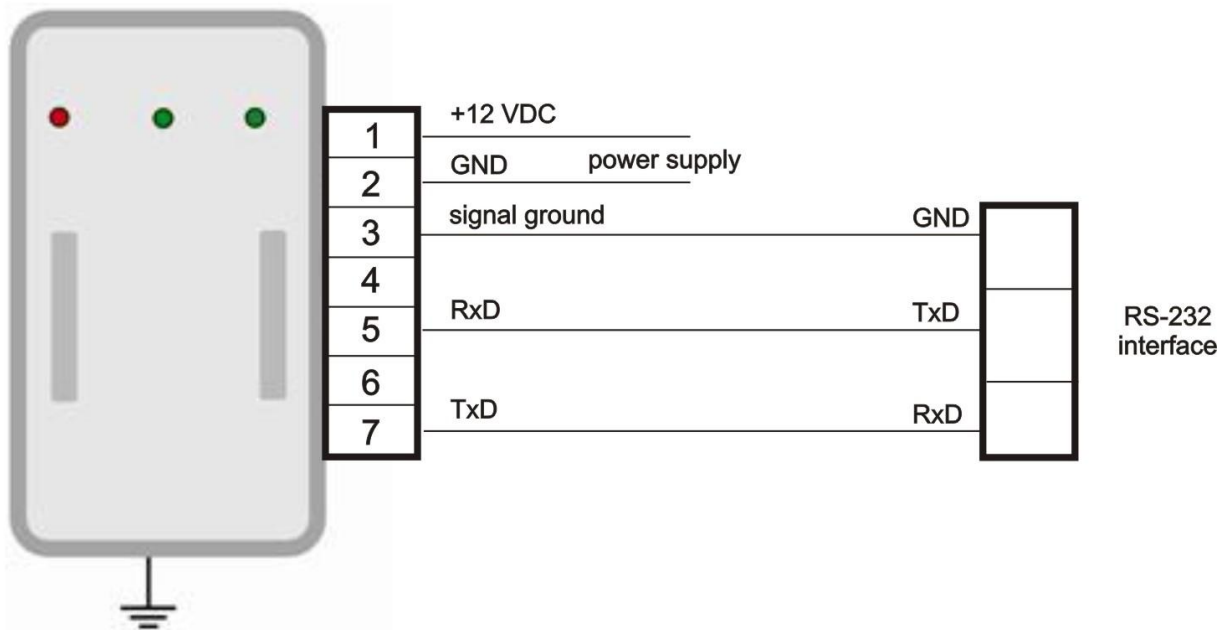 1
+12 VDC
2
GND
power supply
3
signal ground
GND
4
5
RxD
TxD
RS-232
interface
6
7
TxD
RxD